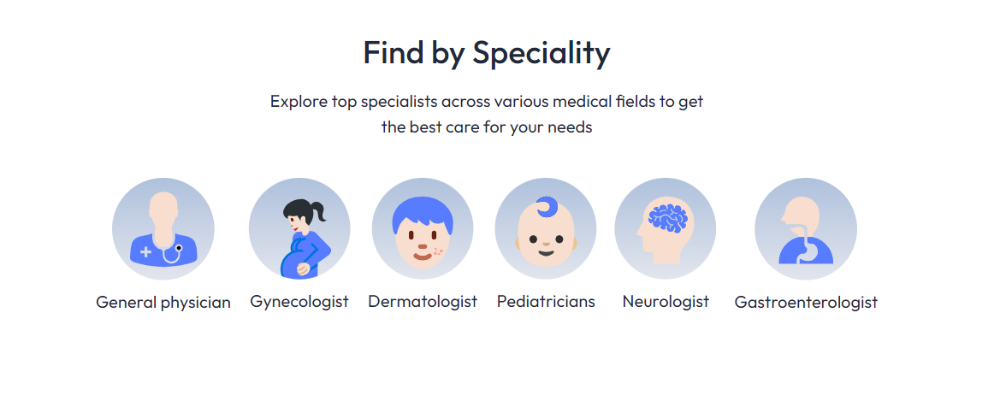 Find by Speciality
Explore top specialists across various medical fields to get
the best care for your needs
General physician
Gynecologist
Dermatologist
Pediatricians
Neurologist
Gastroenterologist